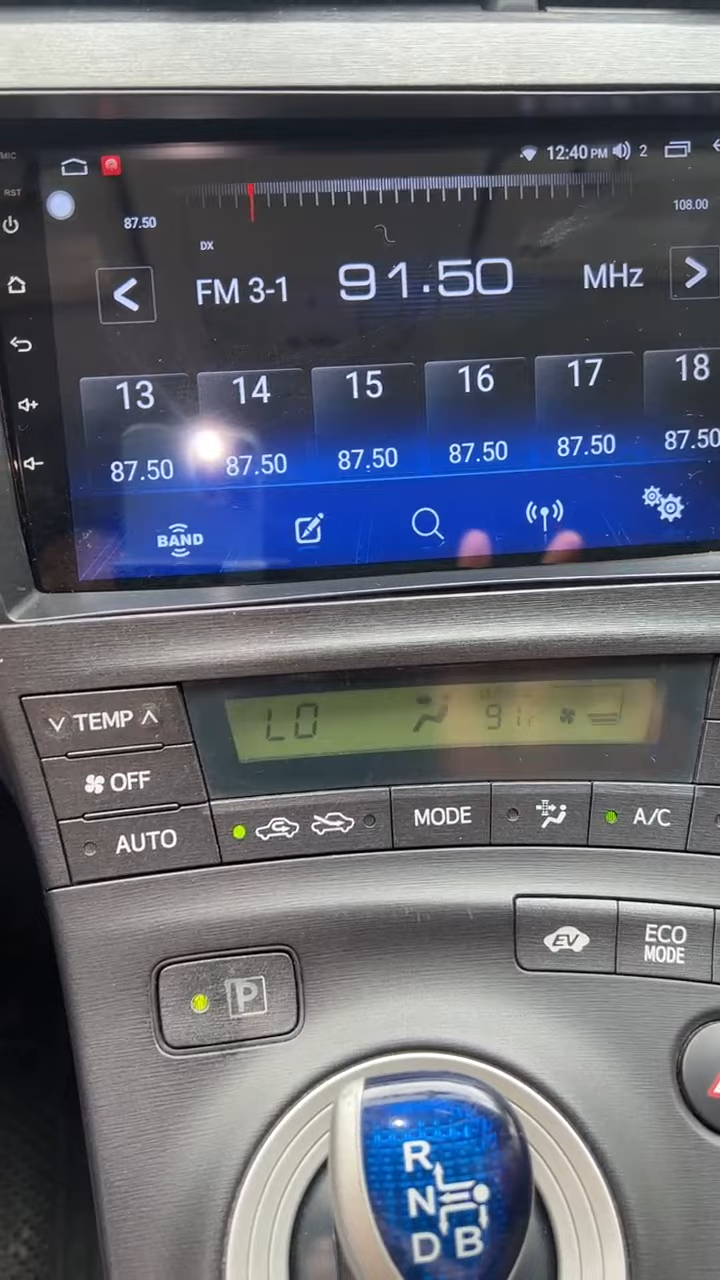 MIC
12:40 PM 2
RST
87.50 108.00
DX
FM 3-1 91.50 MHz
13 14 15 16 17 18
87.50 87.50 87.50 87.50 87.50 87.50
BAND
TEMP
LO 91F
OFF
AUTO MODE A/C
EV ECO MODE
P
R
N
D B